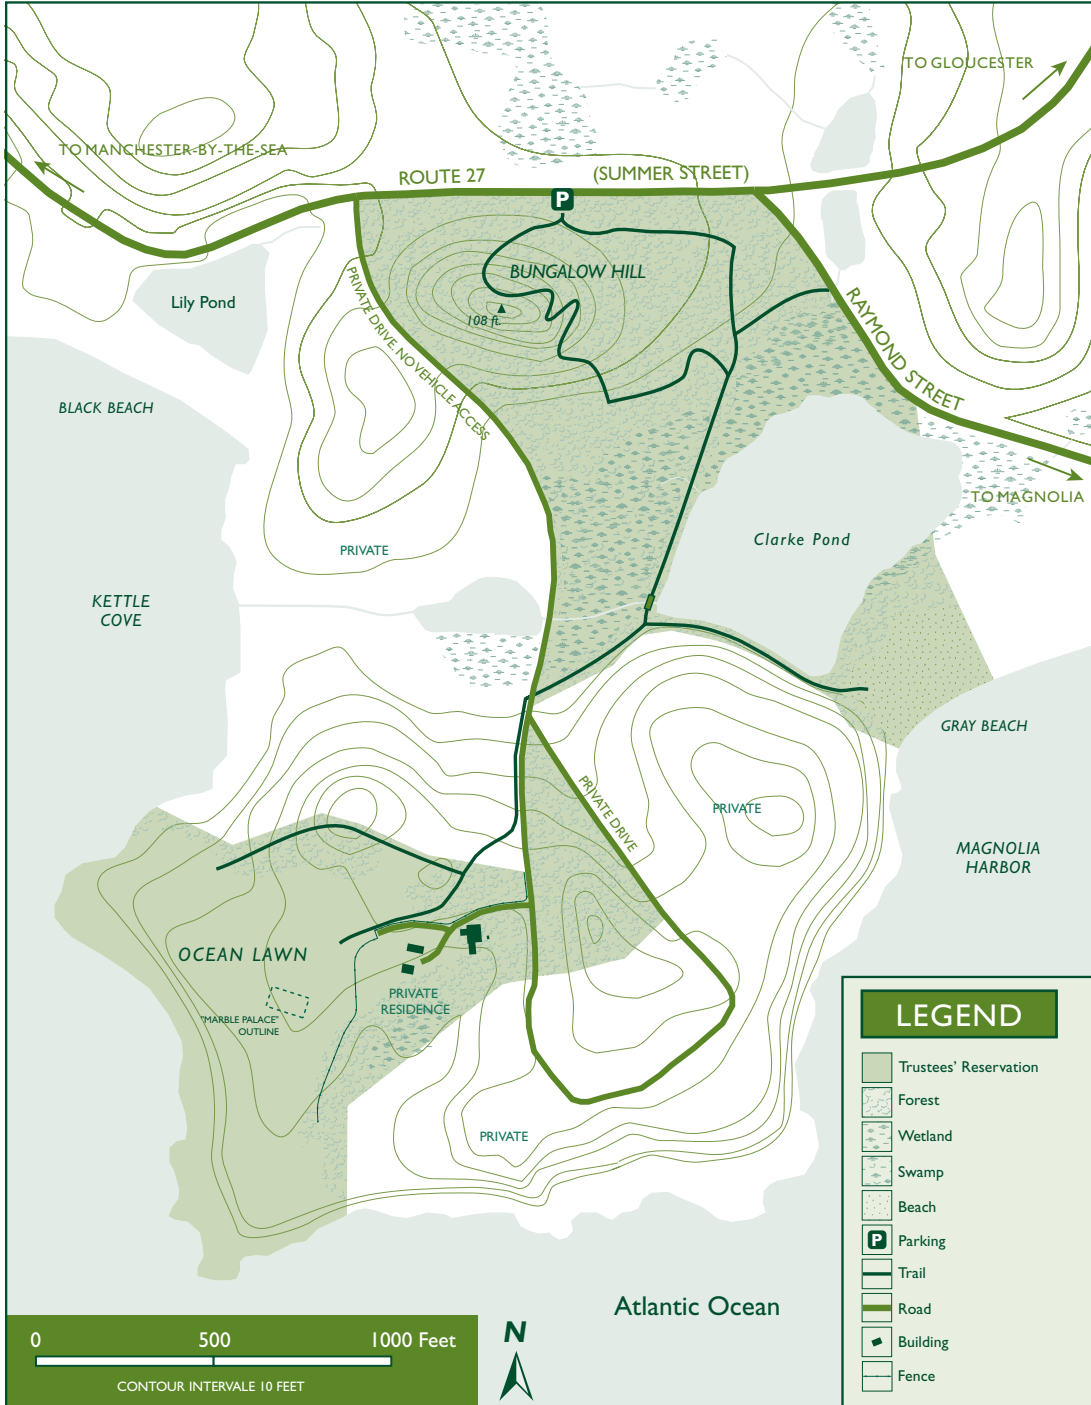 TO GLOUCESTER
TO MANCHESTER-BY-THE-SEA
ROUTE 27
(SUMMER STREET)
P
BUNGALOW HILL
108 ft.
Lily Pond
PRIVATE DRIVE. NO VEHICLE ACCESS
RAYMOND STREET
BLACK BEACH
TO MAGNOLIA
PRIVATE
Clarke Pond
KETTLE
COVE
GRAY BEACH
PRIVATE DRIVE
PRIVATE
MAGNOLIA
HARBOR
OCEAN LAWN
PRIVATE
RESIDENCE
"MARBLE PALACE"
OUTLINE
PRIVATE
LEGEND
Trustees' Reservation
Forest
Wetland
Swamp
Beach
P Parking
Trail
Road
Building
Fence
Atlantic Ocean
N
0 500 1000 Feet
CONTOUR INTERVALE 10 FEET